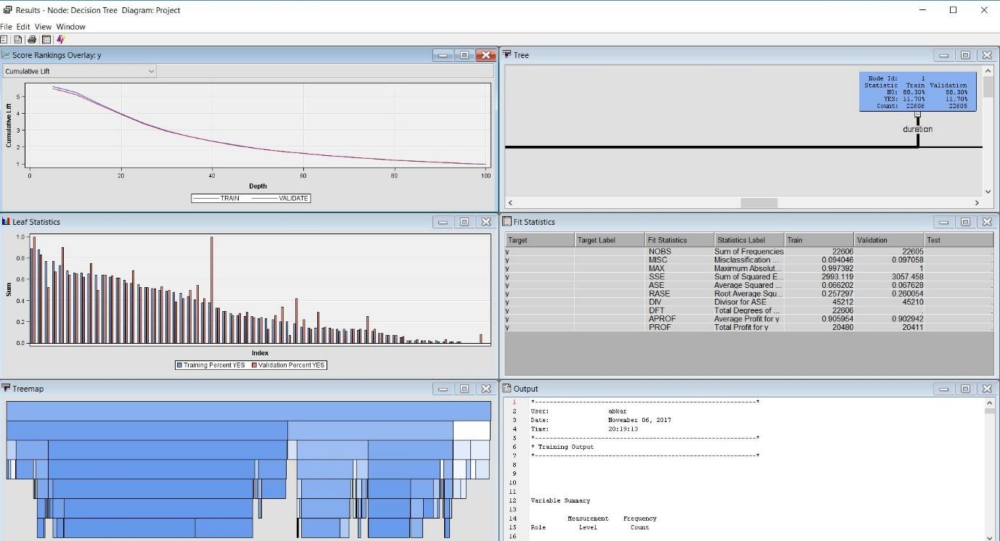 Results - Node: Decision Tree Diagram: Project
File Edit View Window
Score Rankings Overlay: y
Cumulative Lift
Cumulative Lift
5
4
3
2
1
0 20 40 60 80 100
Depth
TRAIN VALIDATE
Tree
Node Id: 1
Statistic Train Validation
NO: 88.30% 88.30%
YES: 11.70% 11.70%
Count: 22606 22605
duration
Leaf Statistics
Sum
1.0
0.8
0.6
0.4
0.2
0.0
Index
Training Percent YES Validation Percent YES
Fit Statistics
Target Target Label Fit Statistics Statistics Label Train Validation Test
y NOBS Sum of Frequencies 22606 22605 .
y MISC Misclassification ... 0.094046 0.097058 .
y MAX Maximum Absolut... 0.997392 1 .
y SSE Sum of Squared E... 2993.119 3057.458 .
y ASE Average Squared ... 0.066202 0.067628 .
y RASE Root Average Squ... 0.257297 0.260054 .
y DIV Divisor for ASE 45212 45210 .
y DFT Total Degrees of ... 22606 . .
y APROF Average Profit for y 0.905954 0.902942 .
y PROF Total Profit for y 20480 20411 .
Treemap
Output
1 *------------------------------------------------------------*
2 User: abkar
3 Date: November 06, 2017
4 Time: 20:19:13
5 *------------------------------------------------------------*
6 * Training Output
7 *------------------------------------------------------------*
8
9
10
11
12 Variable Summary
13
14 Measurement Frequency
15 Role Level Count
16